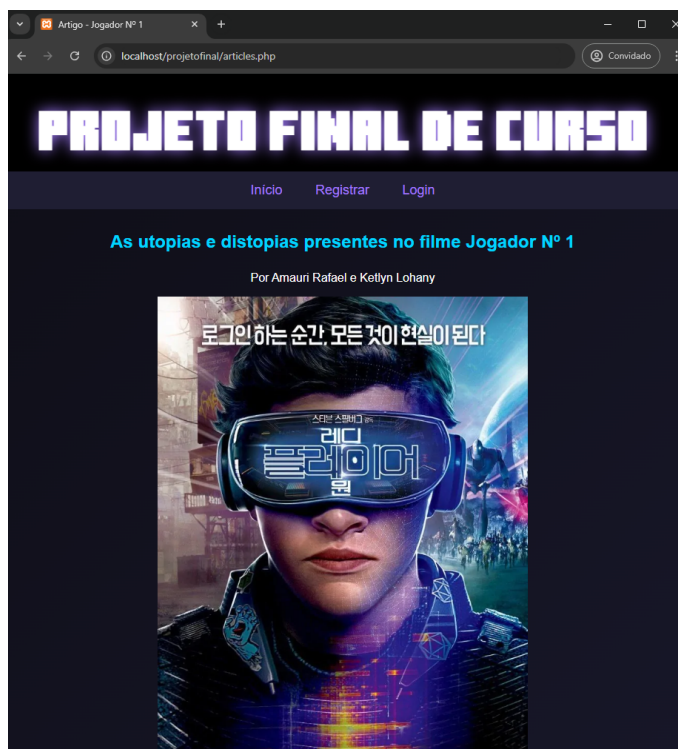 Artigo - Jogador Nº 1
localhost/projetofinal/articles.php
Convidado
PROJETO FINAL DE CURSO
Início Registrar Login
As utopias e distopias presentes no filme Jogador Nº 1
Por Amauri Rafael e Ketlyn Lohany
로그인 하는 순간, 모든 것이 현실이 된다
스티븐 스필버그 감독
레디
플레이어
원